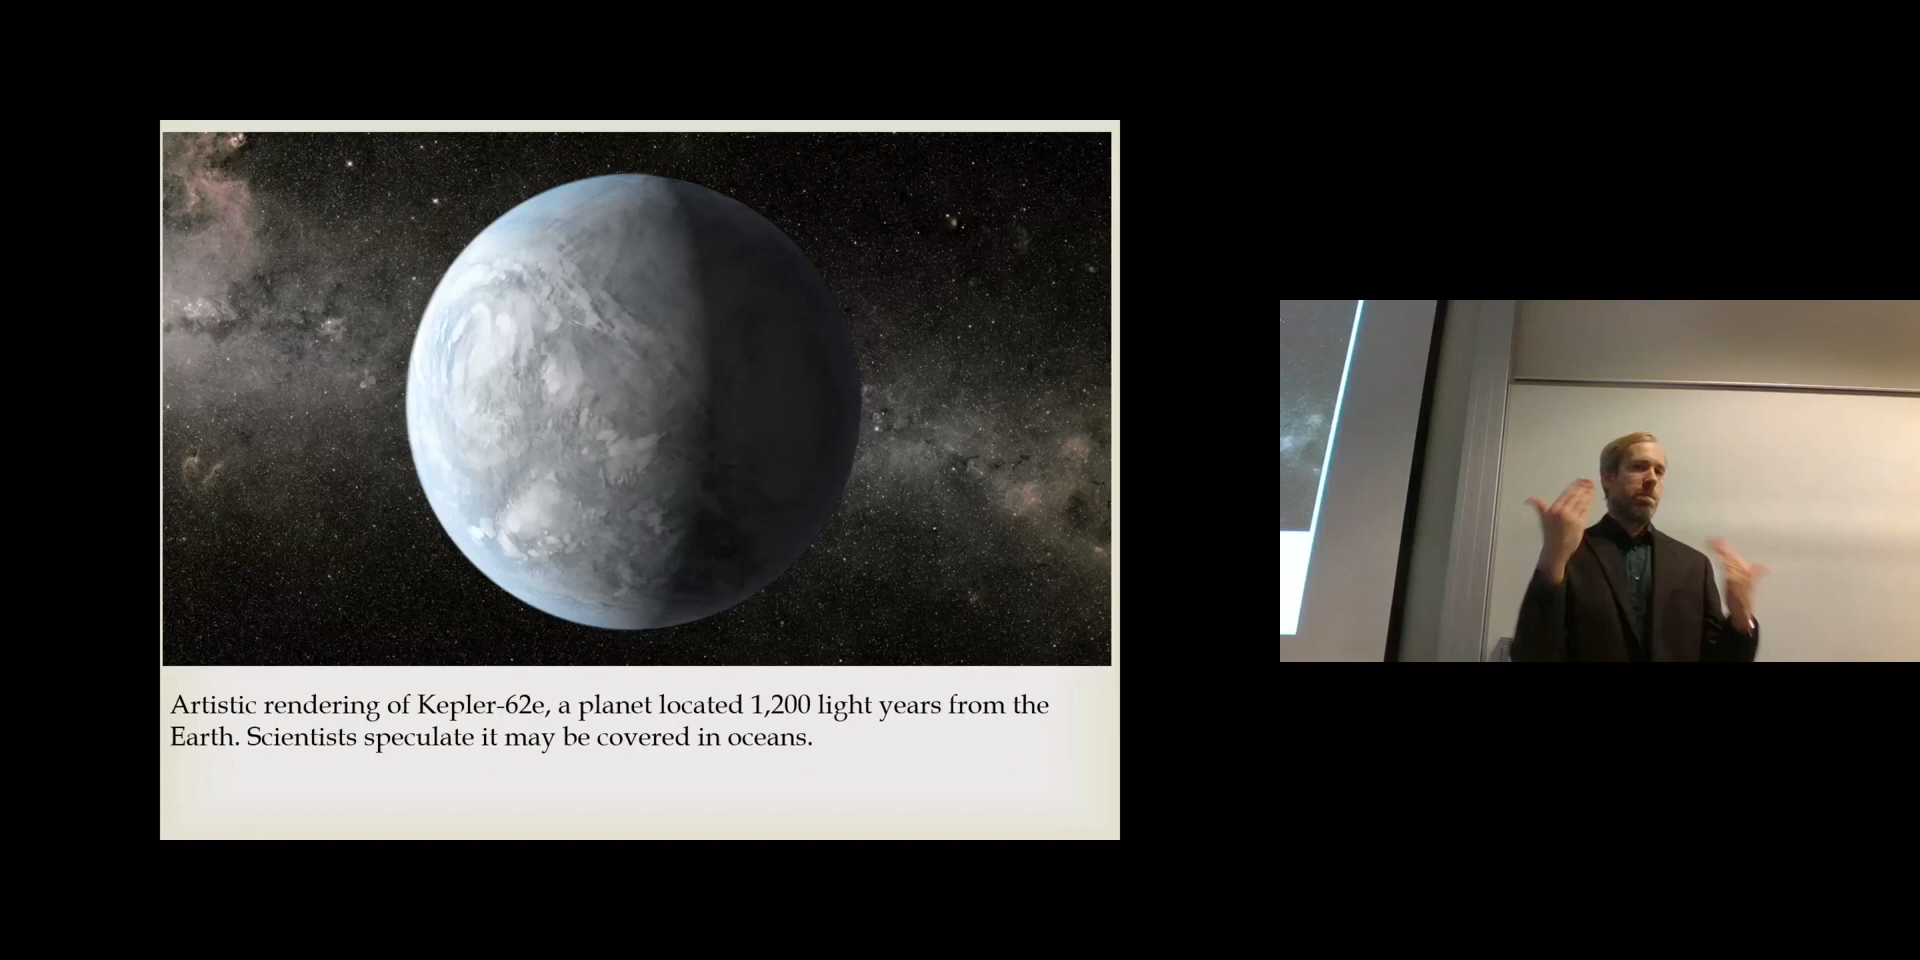 Artistic rendering of Kepler-62e, a planet located 1,200 light years from the
Earth. Scientists speculate it may be covered in oceans.